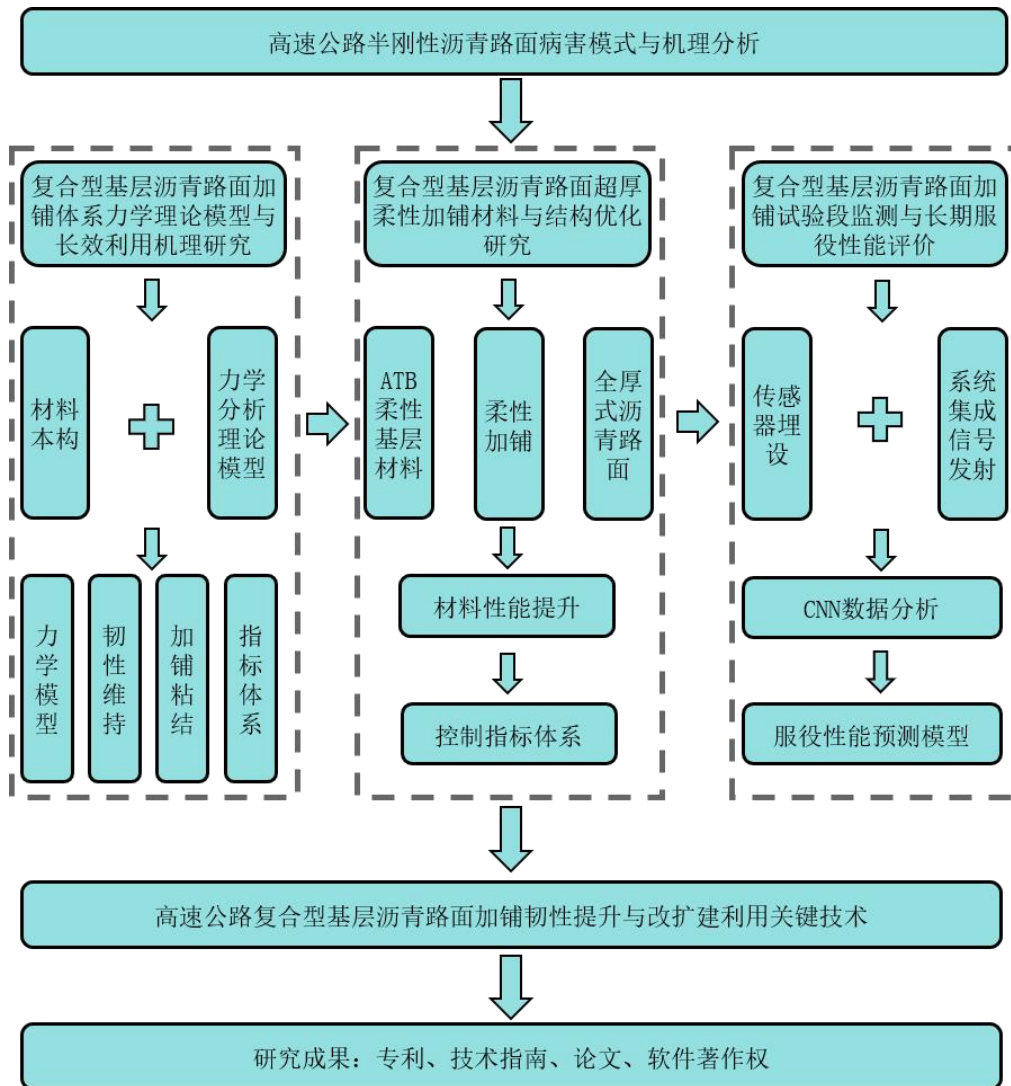 高速公路半刚性沥青路面病害模式与机理分析
复合型基层沥青路面加
铺体系力学理论模型与
长效利用机理研究
材料
本构
力学
分析
理论
模型
力
学
模
型
韧
性
维
持
加
铺
粘
结
指
标
体
系
复合型基层沥青路面超厚
柔性加铺材料与结构优化
研究
ATB
柔性
基层
材料
柔性
加铺
全厚
式沥
青路
面
材料性能提升
控制指标体系
复合型基层沥青路面加
铺试验段监测与长期服
役性能评价
传感
器埋
设
系统
集成
信号
发射
CNN数据分析
服役性能预测模型
高速公路复合型基层沥青路面加铺韧性提升与改扩建利用关键技术
研究成果：专利、技术指南、论文、软件著作权